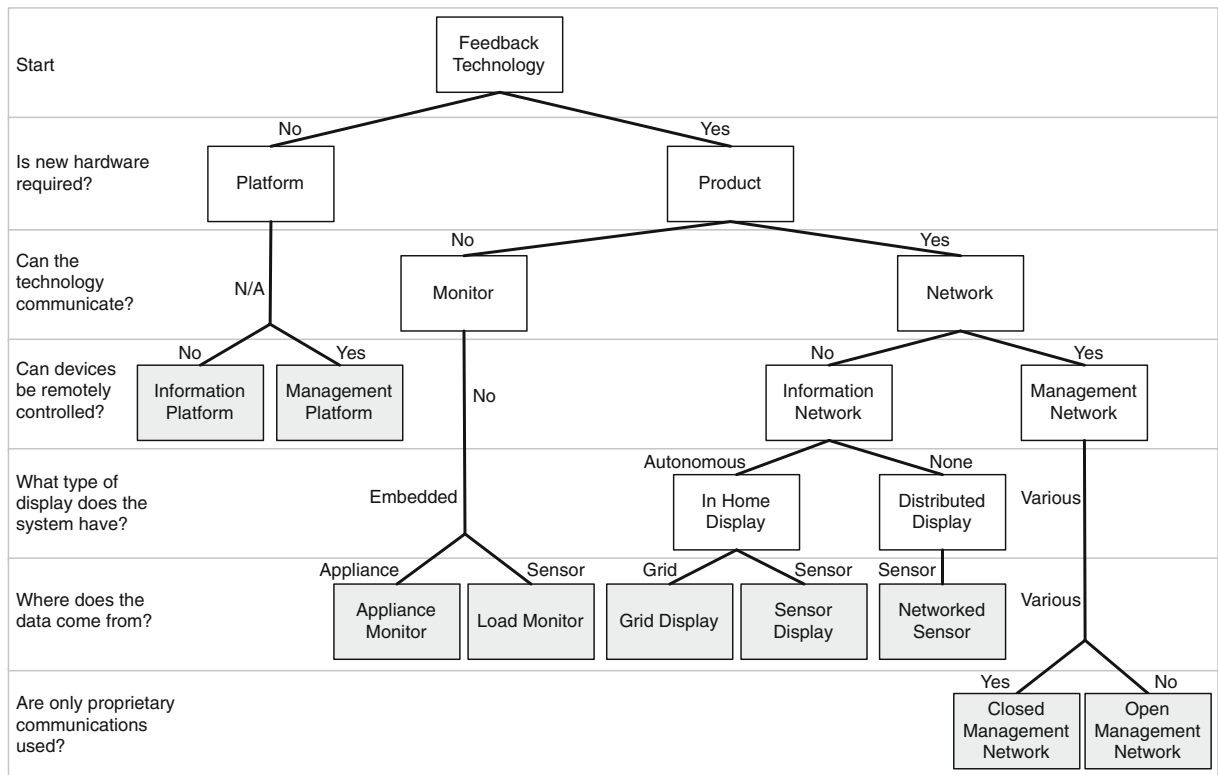 Start
Feedback
Technology
No
Yes
Is new hardware
required?
Platform
Product
No
Yes
Can the
technology
communicate?
N/A
Monitor
Network
No
Yes
No
Yes
Can devices
be remotely
controlled?
Information
Platform
Management
Platform
No
Information
Network
Management
Network
Autonomous
None
What type of
display does the
system have?
Embedded
In Home
Display
Distributed
Display
Various
Appliance
Sensor
Grid
Sensor
Sensor
Where does the
data come from?
Appliance
Monitor
Load Monitor
Grid Display
Sensor
Display
Networked
Sensor
Various
Yes
No
Are only proprietary
communications
used?
Closed
Management
Network
Open
Management
Network